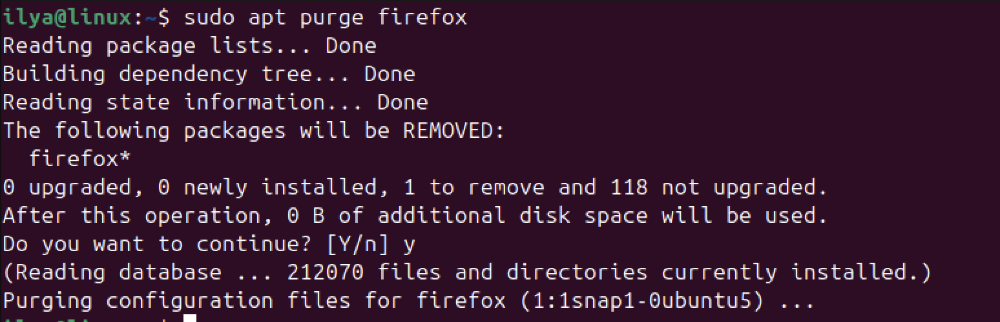 ilya@linux:~$ sudo apt purge firefox
Reading package lists... Done
Building dependency tree... Done
Reading state information... Done
The following packages will be REMOVED:
  firefox*
0 upgraded, 0 newly installed, 1 to remove and 118 not upgraded.
After this operation, 0 B of additional disk space will be used.
Do you want to continue? [Y/n] y
(Reading database ... 212070 files and directories currently installed.)
Purging configuration files for firefox (1:1snap1-0ubuntu5) ...